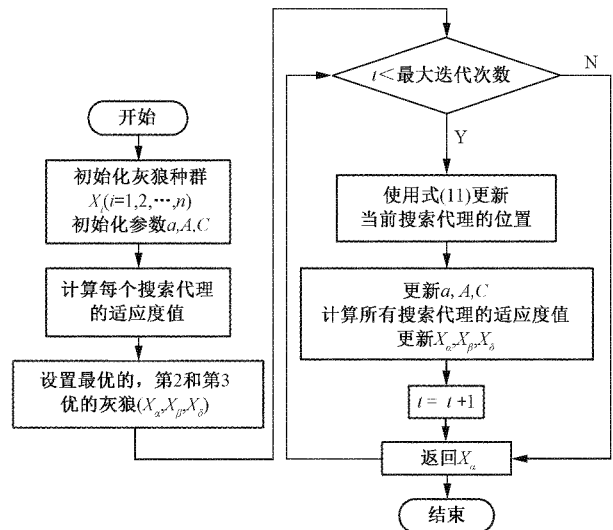 开始
初始化灰狼种群
Xᵢ(i=1,2,…,n)
初始化参数a,A,C
计算每个搜索代理
的适应度值
设置最优的，第2和第3
优的灰狼(Xα,Xβ,Xδ)
t＜最大迭代次数
N
Y
使用式(11)更新
当前搜索代理的位置
更新a, A,C
计算所有搜索代理的适应度值
更新Xα,Xβ,Xδ
t = t +1
返回Xα
结束